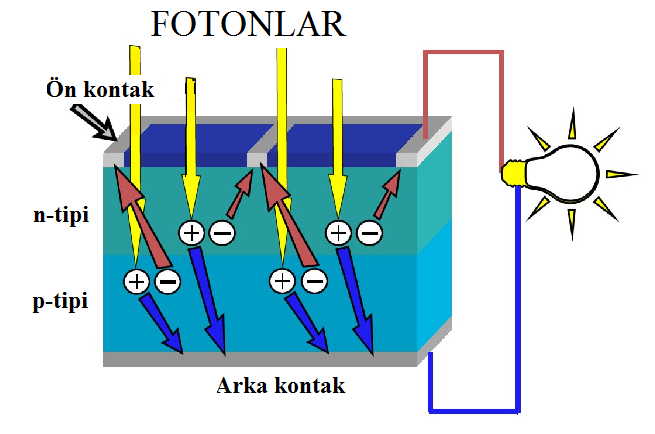 FOTONLAR
Ön kontak
n-tipi
p-tipi
Arka kontak